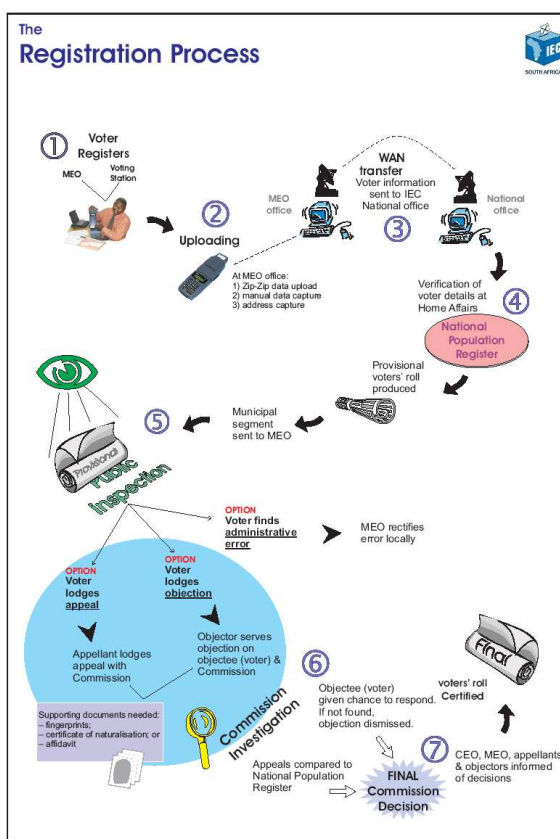 The
Registration Process
IEC
SOUTH AFRICA
1
Voter
Registers
MEO
Voting
Station
2
Uploading
At MEO office:
1) Zip-Zip data upload
2) manual data capture
3) address capture
MEO
office
WAN
transfer
Voter information
sent to IEC
National office
3
National
office
Verification of
voter details at
Home Affairs
4
National
Population
Register
Provisional
voters' roll
produced
Municipal
segment
sent to MEO
5
Provisional
Public
Inspection
OPTION
Voter finds
administrative
error
MEO rectifies
error locally
OPTION
Voter
lodges
appeal
OPTION
Voter
lodges
objection
Appellant lodges
appeal with
Commission
Objector serves
objection on
objectee (voter) &
Commission
Supporting documents needed:
– fingerprints;
– certificate of naturalisation; or
– affidavit
Commission
Investigation
6
Objectee (voter)
given chance to respond.
If not found,
objection dismissed.
Appeals compared to
National Population
Register
FINAL
Commission
Decision
7
CEO, MEO, appellants
& objectors informed
of decisions
Final
voters' roll
Certified